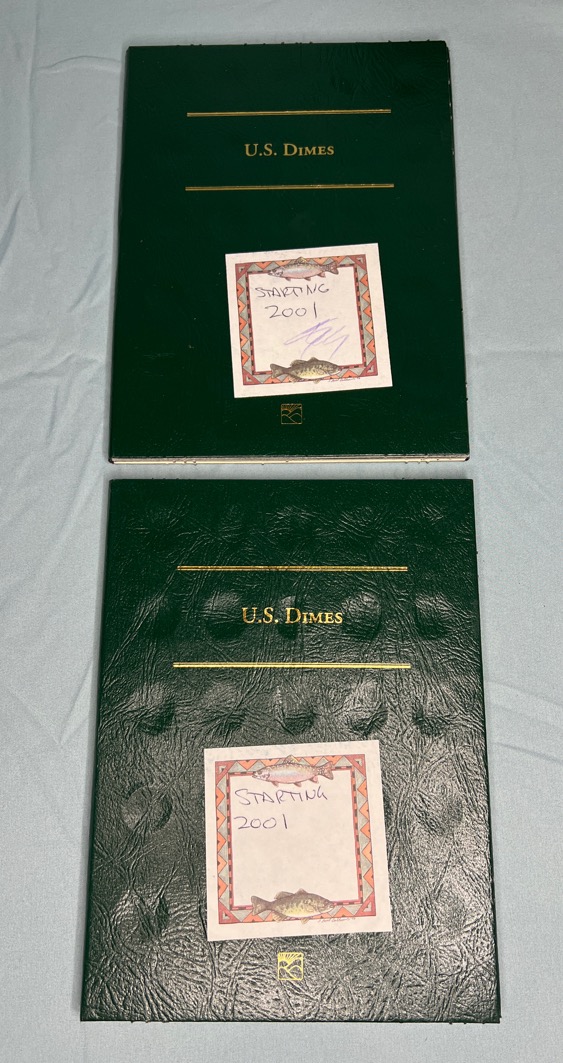 U.S. DIMES
STARTING
2001
U.S. DIMES
STARTING
2001